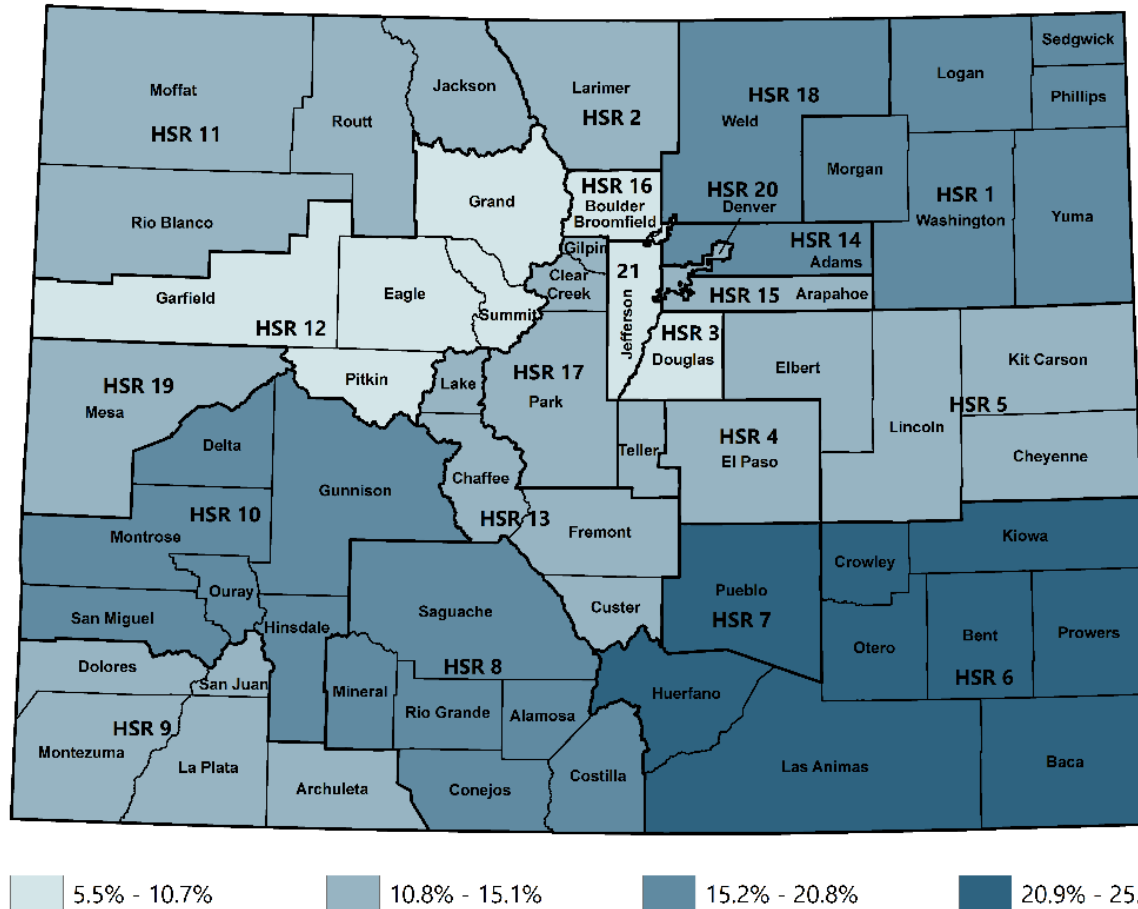 Sedgwick
Logan
Moffat
Jackson
Larimer
HSR 18
Phillips
Routt
HSR 11
HSR 2
Weld
Morgan
HSR 16
HSR 20
HSR 1
Grand
Boulder
Denver
Rio Blanco
Broomfield
Washington
Yuma
Gilpin
HSR 14
Adams
Clear
Creek
21
Garfield
Eagle
HSR 15
Arapahoe
Summit
HSR 12
HSR 3
Jefferson
Douglas
Kit Carson
Elbert
HSR 19
Pitkin
Lake
HSR 17
Mesa
Park
HSR 5
Lincoln
HSR 4
Delta
Teller
El Paso
Cheyenne
Gunnison
Chaffee
HSR 10
HSR 13
Montrose
Fremont
Kiowa
Crowley
Ouray
Pueblo
Saguache
Custer
San Miguel
Hinsdale
HSR 7
Bent
Prowers
Otero
Dolores
HSR 8
HSR 6
San Juan
Mineral
Huerfano
Rio Grande
Alamosa
HSR 9
Montezuma
La Plata
Costilla
Las Animas
Baca
Archuleta
Conejos
5.5% - 10.7%
10.8% - 15.1%
15.2% - 20.8%
20.9% - 25.